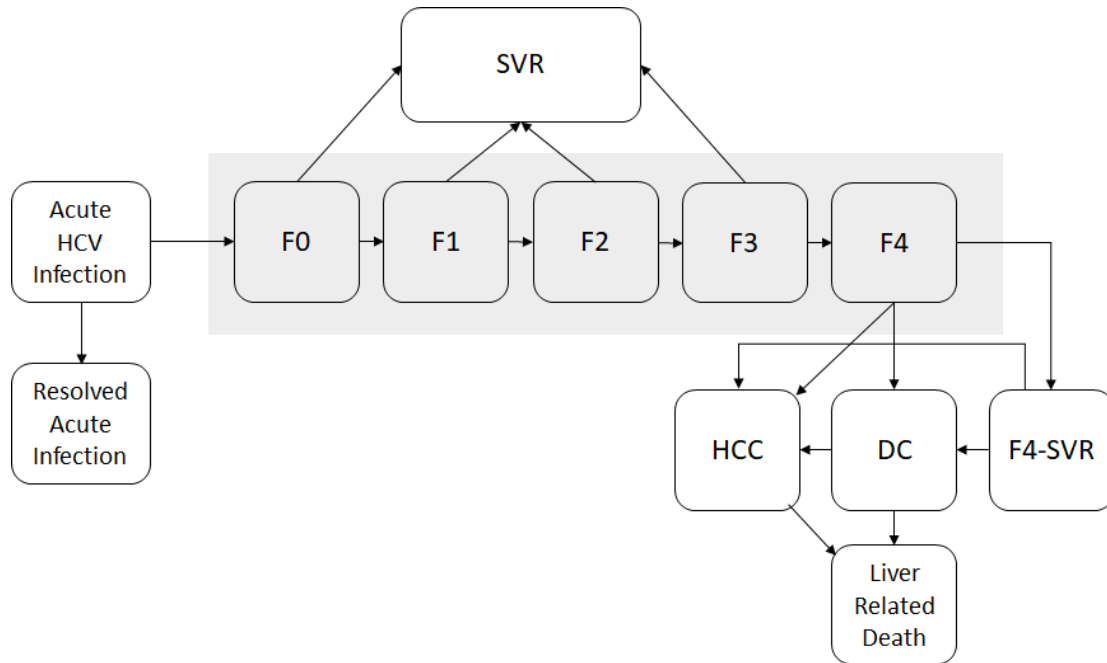 SVR
Acute
HCV
Infection
F0
F1
F2
F3
F4
Resolved
Acute
Infection
HCC
DC
F4-SVR
Liver
Related
Death